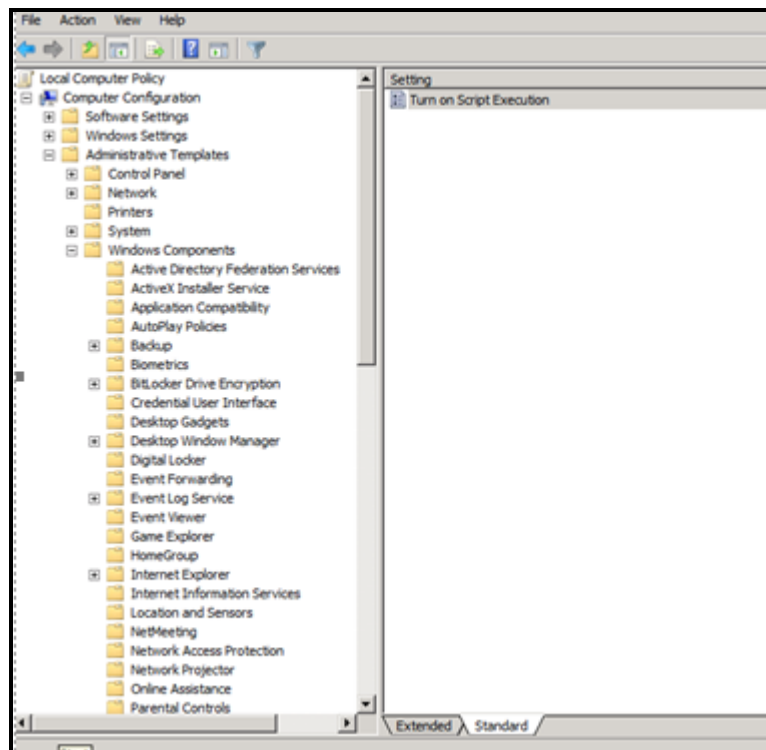 File Action View Help
Local Computer Policy
Computer Configuration
Software Settings
Windows Settings
Administrative Templates
Control Panel
Network
Printers
System
Windows Components
Active Directory Federation Services
ActiveX Installer Service
Application Compatibility
AutoPlay Policies
Backup
Biometrics
BitLocker Drive Encryption
Credential User Interface
Desktop Gadgets
Desktop Window Manager
Digital Locker
Event Forwarding
Event Log Service
Event Viewer
Game Explorer
HomeGroup
Internet Explorer
Internet Information Services
Location and Sensors
NetMeeting
Network Access Protection
Network Projector
Online Assistance
Parental Controls
Setting
Turn on Script Execution
Extended Standard